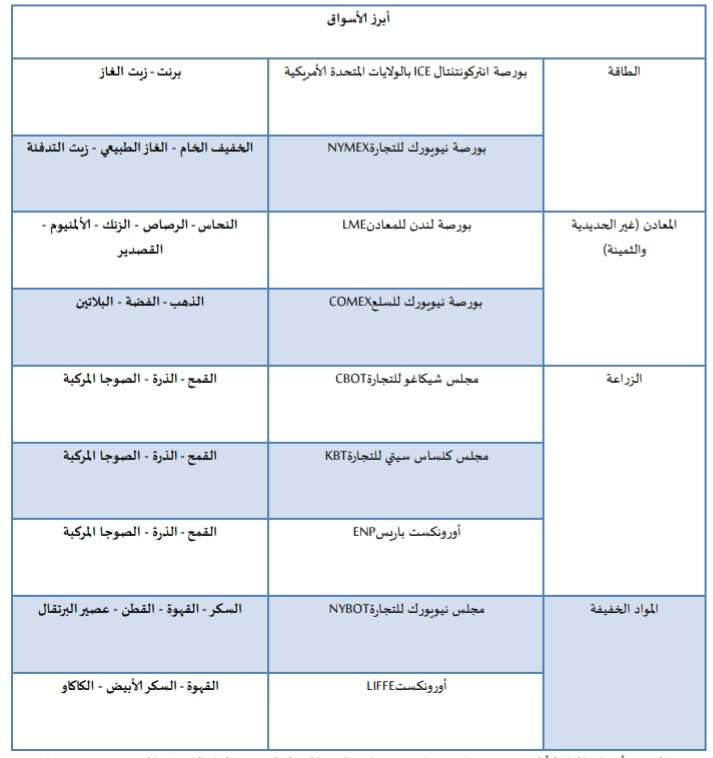 أبرز الأسواق
الطاقة
بورصة انتركونتنتال ICE بالولايات المتحدة الأمريكية
برنت - زيت الغاز
بورصة نيويورك للتجارةNYMEX
الخفيف الخام - الغاز الطبيعي - زيت التدفئة
المعادن (غير الحديدية
والثمينة)
بورصة لندن للمعادنLME
النحاس - الرصاص - الزنك - الألمنيوم -
القصدير
بورصة نيويورك للسلعCOMEX
الذهب - الفضة - البلاتين
الزراعة
مجلس شيكاغو للتجارةCBOT
القمح - الذرة - الصوجا المركبة
مجلس كنساس سيتي للتجارةKBT
القمح - الذرة - الصوجا المركبة
أورونكست باريسENP
القمح - الذرة - الصوجا المركبة
المواد الخفيفة
مجلس نيويورك للتجارةNYBOT
السكر - القهوة - القطن - عصير البرتقال
أورونكستLIFFE
القهوة - السكر الأبيض - الكاكاو